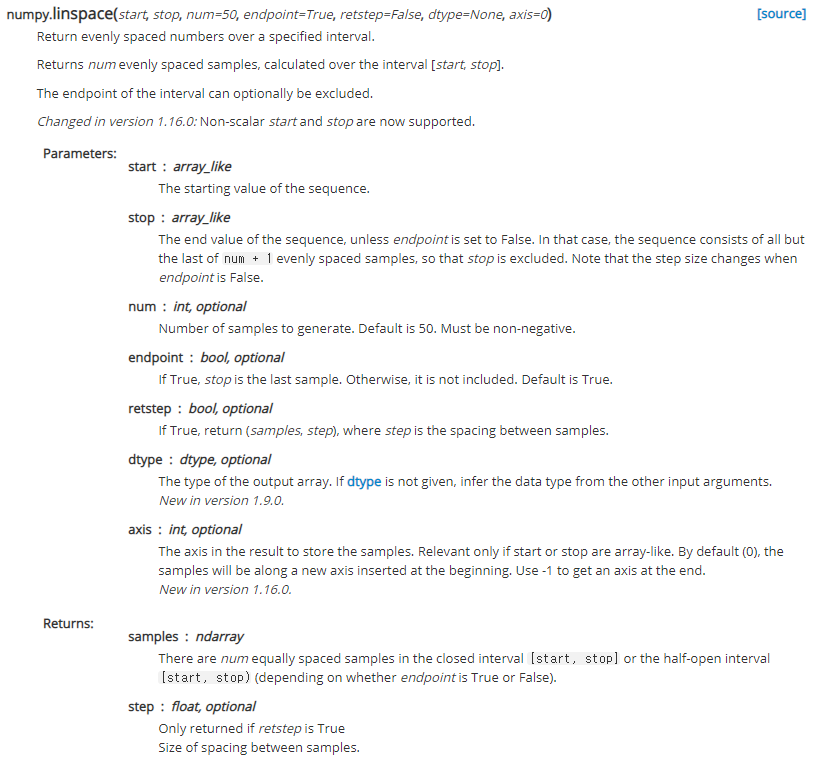 numpy.linspace(start, stop, num=50, endpoint=True, retstep=False, dtype=None, axis=0) [source]
Return evenly spaced numbers over a specified interval.
Returns num evenly spaced samples, calculated over the interval [start, stop].
The endpoint of the interval can optionally be excluded.
Changed in version 1.16.0: Non-scalar start and stop are now supported.
Parameters:
start : array_like
The starting value of the sequence.
stop : array_like
The end value of the sequence, unless endpoint is set to False. In that case, the sequence consists of all but
the last of num + 1 evenly spaced samples, so that stop is excluded. Note that the step size changes when
endpoint is False.
num : int, optional
Number of samples to generate. Default is 50. Must be non-negative.
endpoint : bool, optional
If True, stop is the last sample. Otherwise, it is not included. Default is True.
retstep : bool, optional
If True, return (samples, step), where step is the spacing between samples.
dtype : dtype, optional
The type of the output array. If dtype is not given, infer the data type from the other input arguments.
New in version 1.9.0.
axis : int, optional
The axis in the result to store the samples. Relevant only if start or stop are array-like. By default (0), the
samples will be along a new axis inserted at the beginning. Use -1 to get an axis at the end.
New in version 1.16.0.
Returns:
samples : ndarray
There are num equally spaced samples in the closed interval [start, stop] or the half-open interval
[start, stop) (depending on whether endpoint is True or False).
step : float, optional
Only returned if retstep is True
Size of spacing between samples.